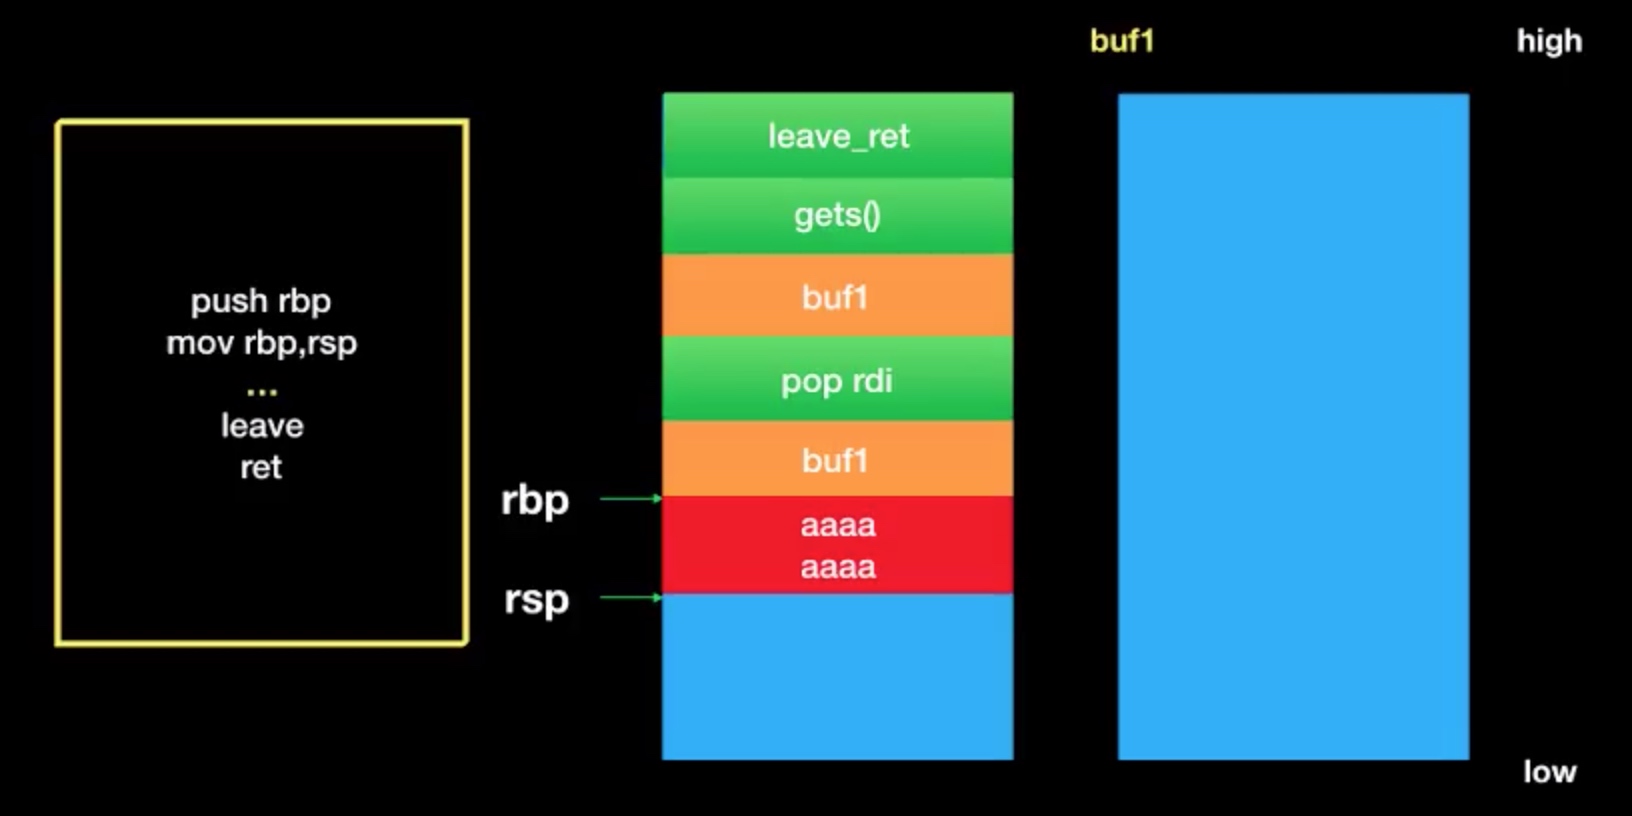 buf1
high
push rbp
mov rbp,rsp
...
leave
ret
leave_ret
gets()
buf1
pop rdi
buf1
rbp
aaaa
aaaa
rsp
low